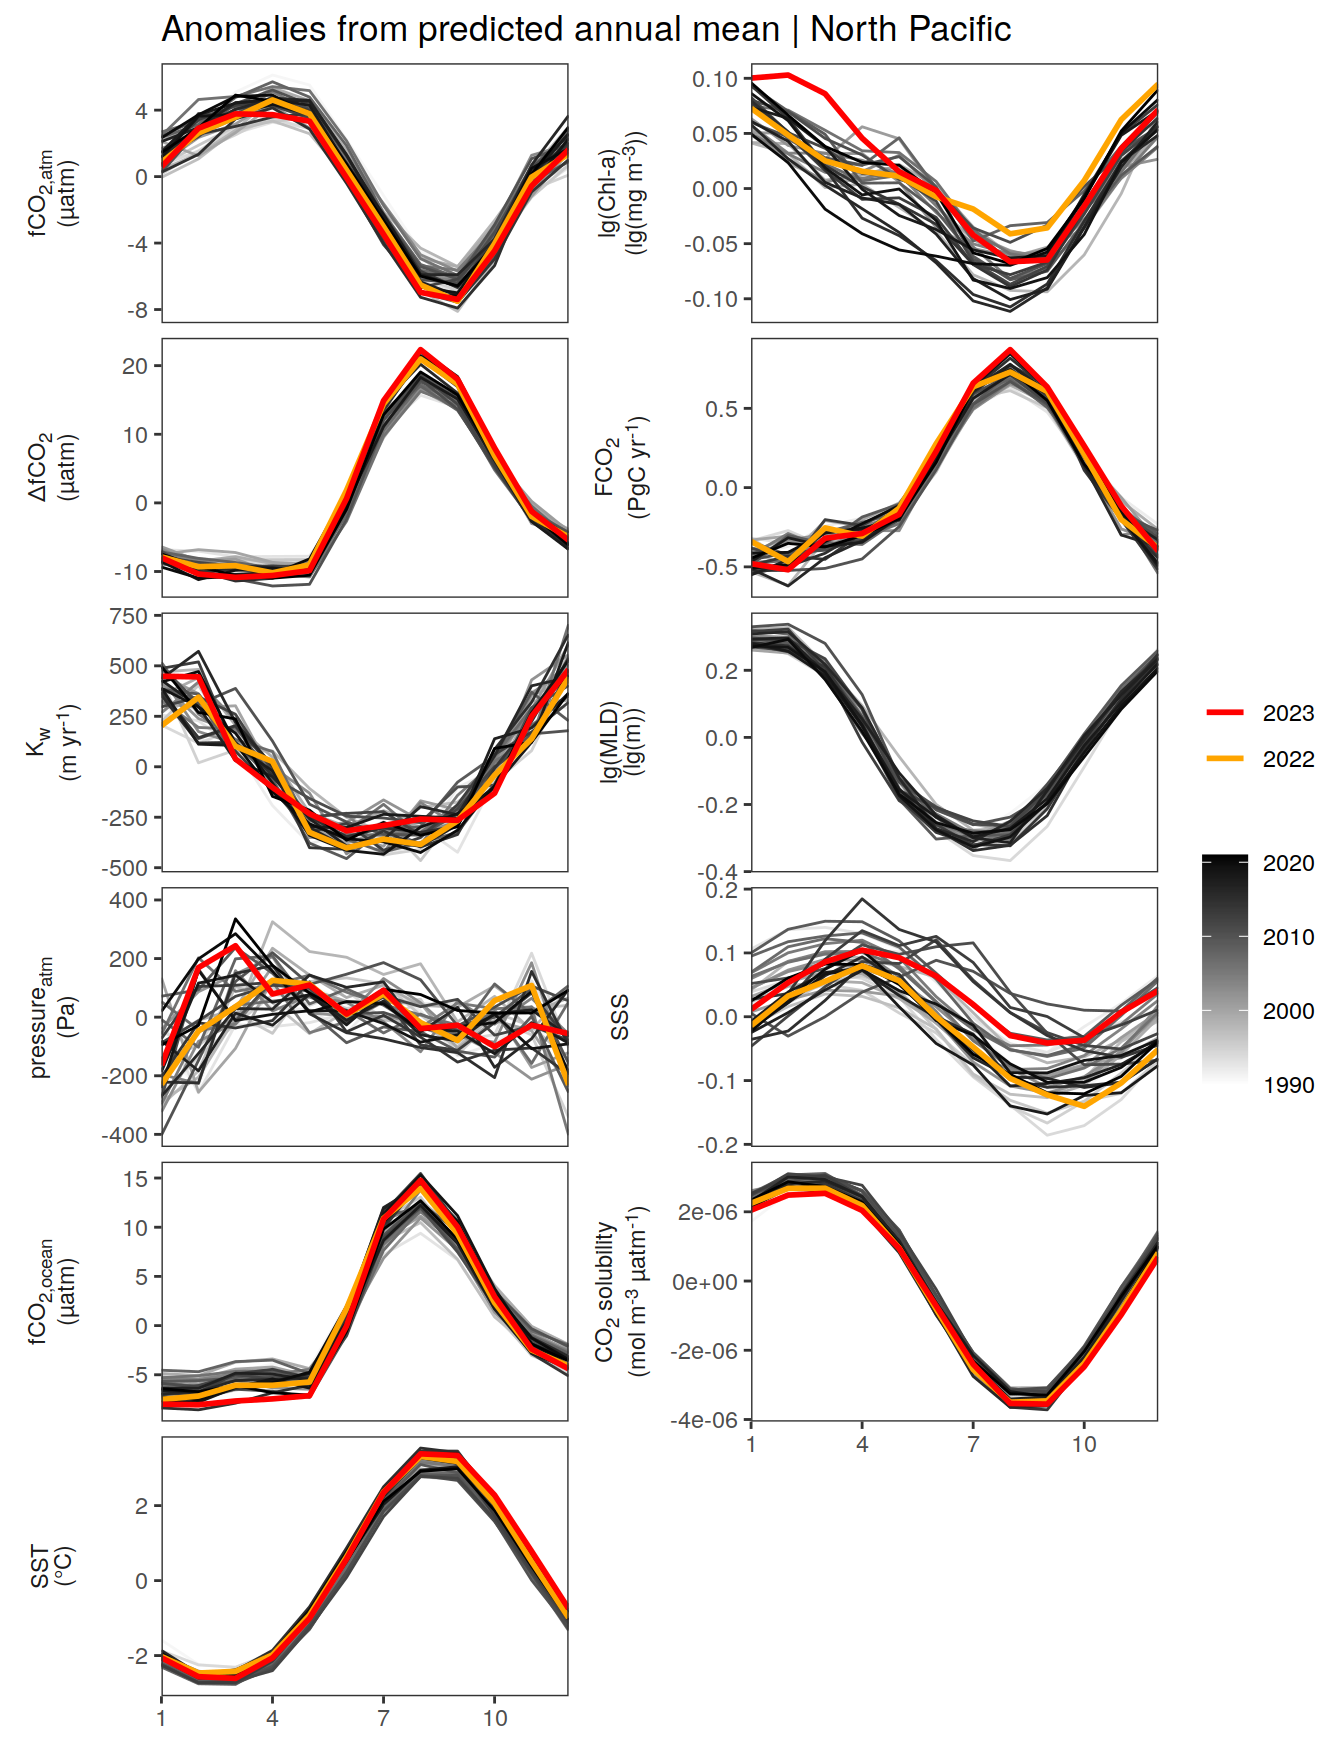 Anomalies from predicted annual mean | North Pacific
fCO2,atm
(µatm)
4
0
-4
-8
lg(Chl-a)
(lg(mg m-3))
0.10
0.05
0.00
-0.05
-0.10
ΔfCO2
(µatm)
20
10
0
-10
FCO2
(PgC yr-1)
0.5
0.0
-0.5
Kw
(m yr-1)
750
500
250
0
-250
-500
lg(MLD)
(lg(m))
0.2
0.0
-0.2
-0.4
pressureatm
(Pa)
400
200
0
-200
-400
SSS
0.2
0.1
0.0
-0.1
-0.2
fCO2,ocean
(µatm)
15
10
5
0
-5
CO2 solubility
(mol m-3 µatm-1)
2e-06
0e+00
-2e-06
-4e-06
1 4 7 10
SST
(°C)
2
0
-2
1 4 7 10
2023
2022
2020
2010
2000
1990